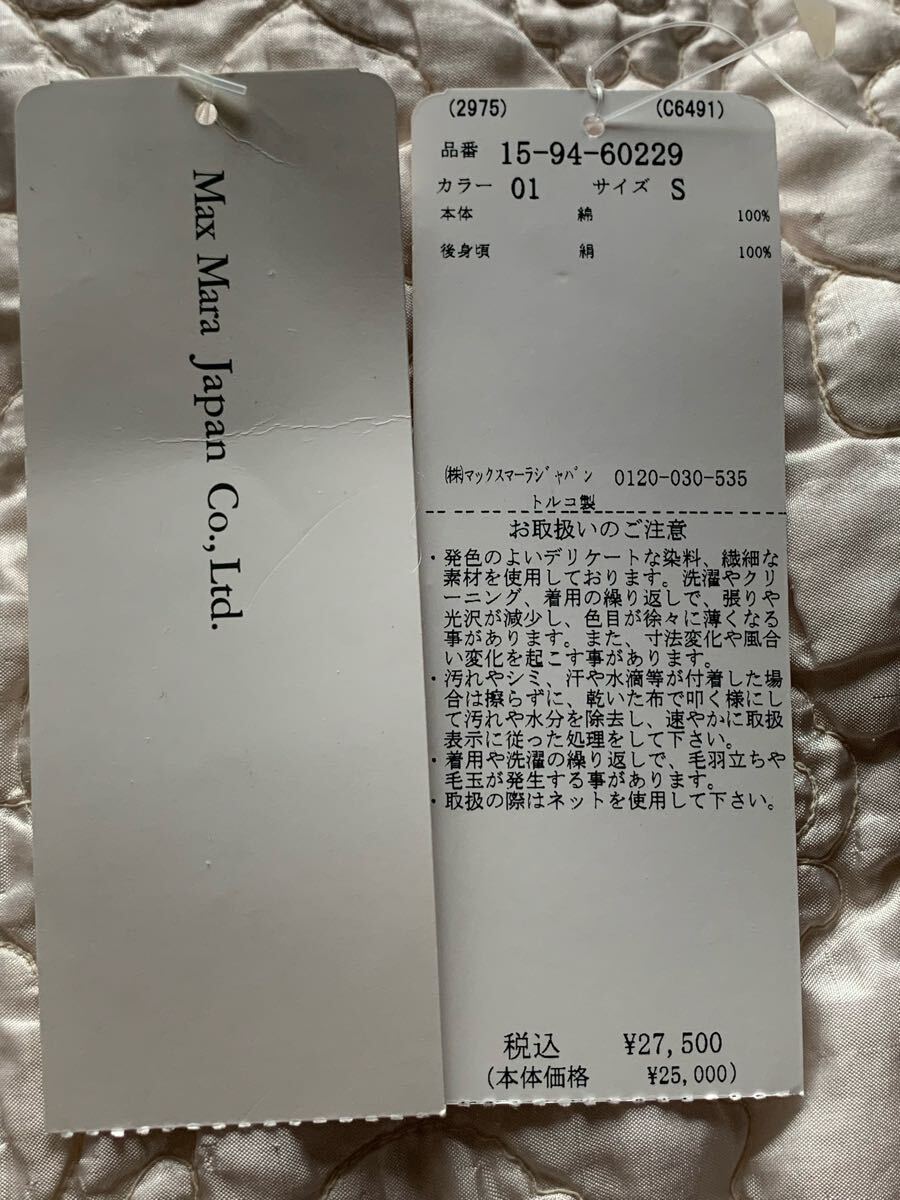 Max Mara Japan Co.,Ltd.
(2975) (C6491)
品番 15-94-60229
カラー 01 サイズ S
本体 綿 100%
後身頃 絹 100%
㈱マックスマーラジャパン 0120-030-535
トルコ製
お取扱いのご注意
・発色のよいデリケートな染料、繊細な
素材を使用しております。洗濯やクリ
ーニング、着用の繰り返しで、張りや
光沢が減少し、色目が徐々に薄くなる
事があります。また、寸法変化や風合
い変化を起こす事があります。
・汚れやシミ、汗や水滴等が付着した場
合は擦らずに、乾いた布で叩く様にし
て汚れや水分を除去し、速やかに取扱
表示に従った処理をして下さい。
・着用や洗濯の繰り返しで、毛羽立ちや
毛玉が発生する事があります。
・取扱の際はネットを使用して下さい。
税込 ¥27,500
(本体価格 ¥25,000)